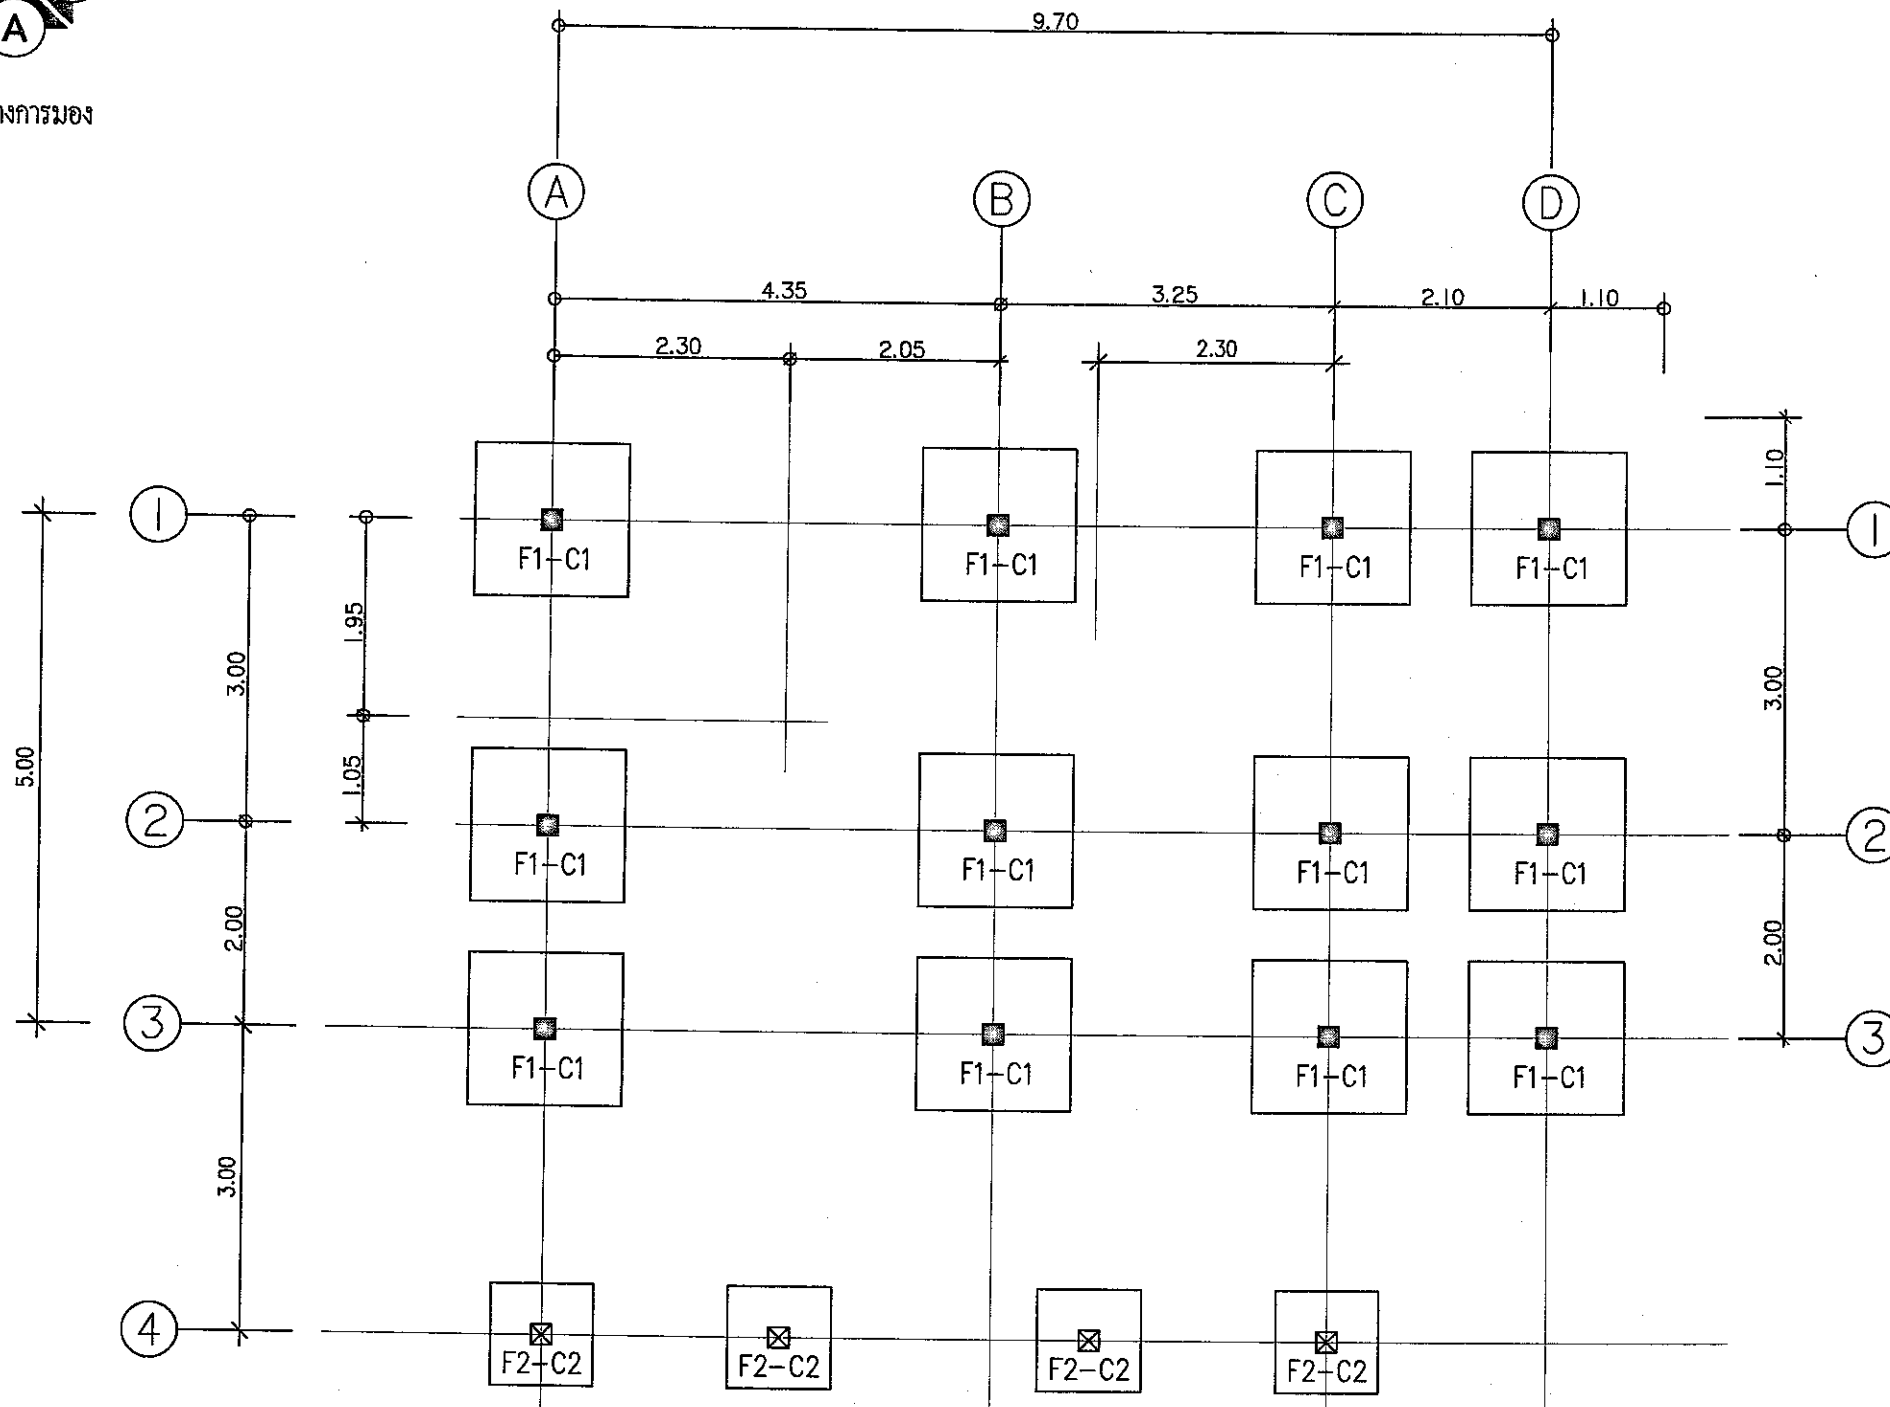 A
งการมอง
9.70
A B C D
4.35 3.25 2.10 1.10
2.30 2.05 2.30
1.10
1 1
F1-C1 F1-C1 F1-C1 F1-C1
1.95
3.00 3.00
5.00
1.05
2 2
F1-C1 F1-C1 F1-C1 F1-C1
2.00 2.00
3 3
F1-C1 F1-C1 F1-C1 F1-C1
3.00
4
F2-C2 F2-C2 F2-C2 F2-C2